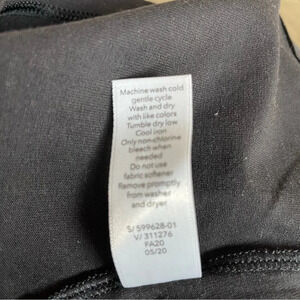 Machine wash cold
gentle cycle
Wash and dry
with like colors
Tumble dry low
Cool iron
Only non-chlorine
bleach when
needed
Do not use
fabric softener
Remove promptly
from washer
and dryer
S/ 599628-01
V/ 311276
FA20
05/20